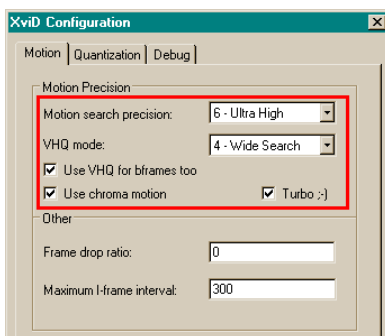 XviD Configuration
Motion Quantization Debug
Motion Precision
Motion search precision: 6 - Ultra High
VHQ mode: 4 - Wide Search
Use VHQ for bframes too
Use chroma motion Turbo ;-)
Other
Frame drop ratio: 0
Maximum I-frame interval: 300